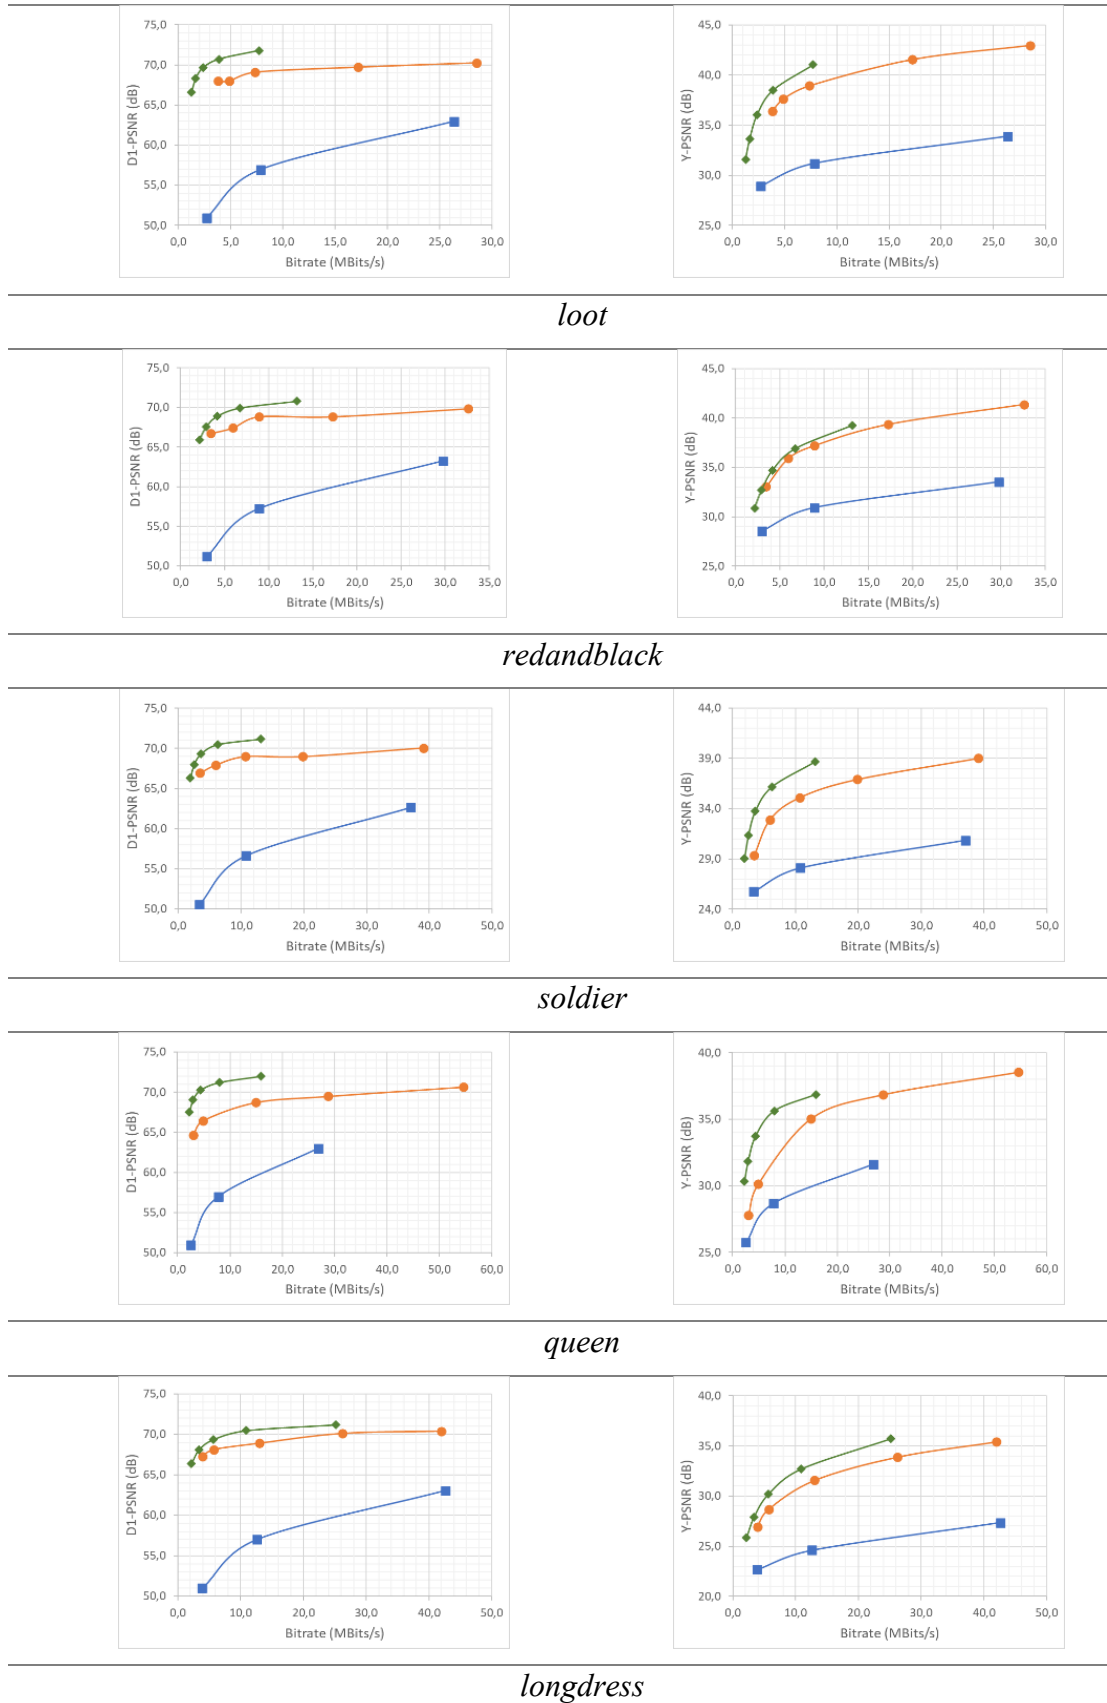 75,0
70,0
65,0
60,0
55,0
50,0
D1-PSNR (dB)
0,0 5,0 10,0 15,0 20,0 25,0 30,0
Bitrate (MBits/s)
45,0
40,0
35,0
30,0
25,0
Y-PSNR (dB)
0,0 5,0 10,0 15,0 20,0 25,0 30,0
Bitrate (MBits/s)
loot
75,0
70,0
65,0
60,0
55,0
50,0
D1-PSNR (dB)
0,0 5,0 10,0 15,0 20,0 25,0 30,0 35,0
Bitrate (MBits/s)
45,0
40,0
35,0
30,0
25,0
Y-PSNR (dB)
0,0 5,0 10,0 15,0 20,0 25,0 30,0 35,0
Bitrate (MBits/s)
redandblack
75,0
70,0
65,0
60,0
55,0
50,0
D1-PSNR (dB)
0,0 10,0 20,0 30,0 40,0 50,0
Bitrate (MBits/s)
44,0
39,0
34,0
29,0
24,0
Y-PSNR (dB)
0,0 10,0 20,0 30,0 40,0 50,0
Bitrate (MBits/s)
soldier
75,0
70,0
65,0
60,0
55,0
50,0
D1-PSNR (dB)
0,0 10,0 20,0 30,0 40,0 50,0 60,0
Bitrate (MBits/s)
40,0
35,0
30,0
25,0
Y-PSNR (dB)
0,0 10,0 20,0 30,0 40,0 50,0 60,0
Bitrate (MBits/s)
queen
75,0
70,0
65,0
60,0
55,0
50,0
D1-PSNR (dB)
0,0 10,0 20,0 30,0 40,0 50,0
Bitrate (MBits/s)
40,0
35,0
30,0
25,0
20,0
Y-PSNR (dB)
0,0 10,0 20,0 30,0 40,0 50,0
Bitrate (MBits/s)
longdress